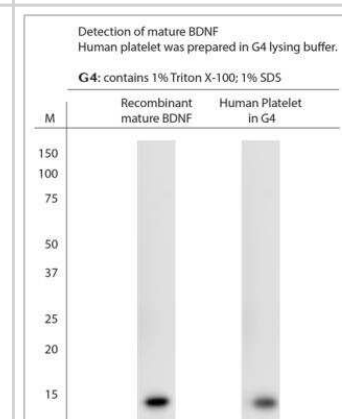 Detection of mature BDNF
Human platelet was prepared in G4 lysing buffer.
G4: contains 1% Triton X-100; 1% SDS
M
Recombinant
mature BDNF
Human Platelet
in G4
150
100
75
50
37
25
20
15